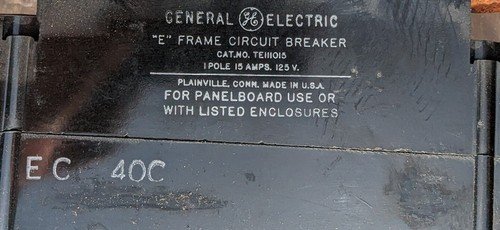 GENERAL GE ELECTRIC
"E" FRAME CIRCUIT BREAKER
CAT. NO. TE111015
1 POLE 15 AMPS. 125 V.
PLAINVILLE, CONN. MADE IN U.S.A.
FOR PANELBOARD USE OR
WITH LISTED ENCLOSURES
EC 40C